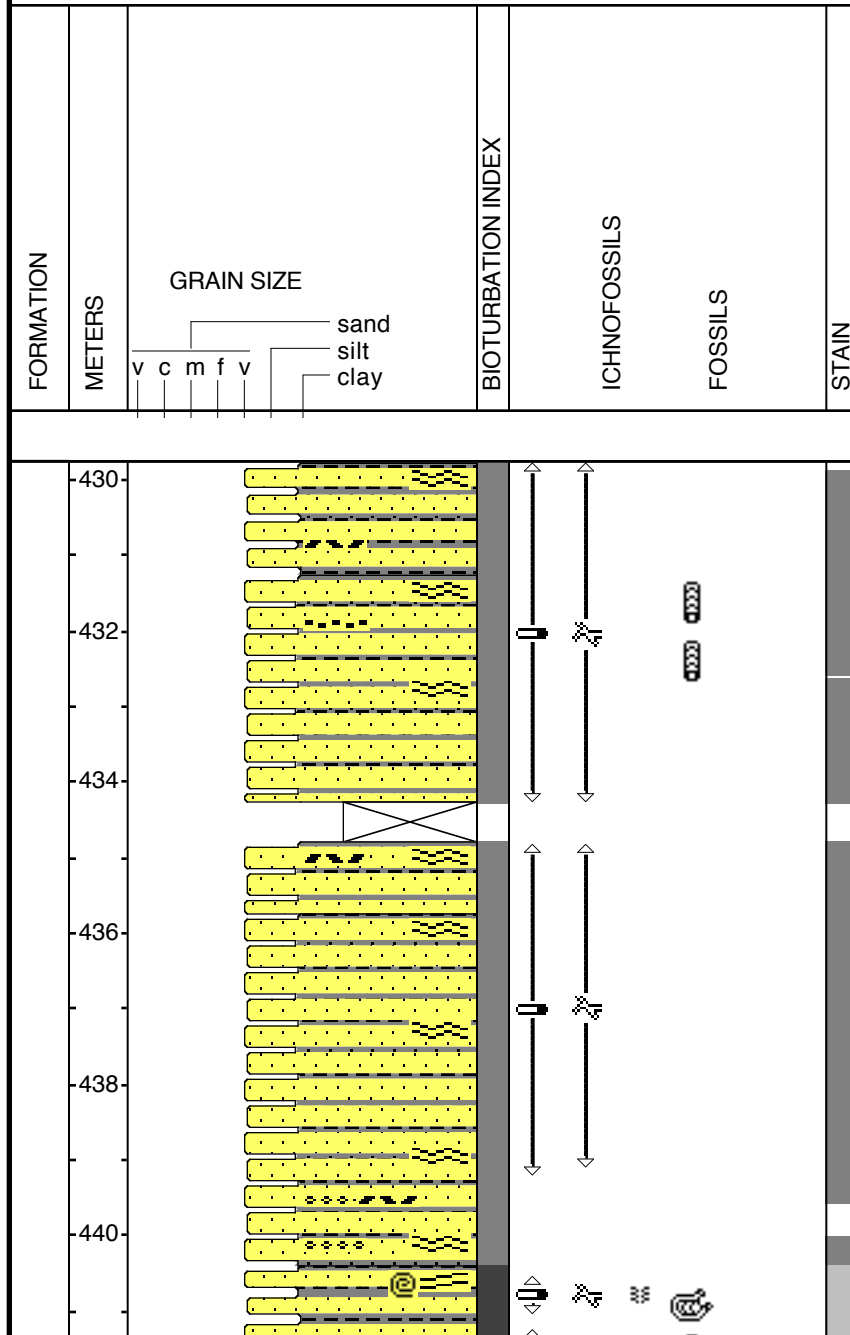 FORMATION
METERS
GRAIN SIZE
sand
silt
clay
v c m f v
BIOTURBATION INDEX
ICHNOFOSSILS
FOSSILS
STAIN
430
432
434
436
438
440